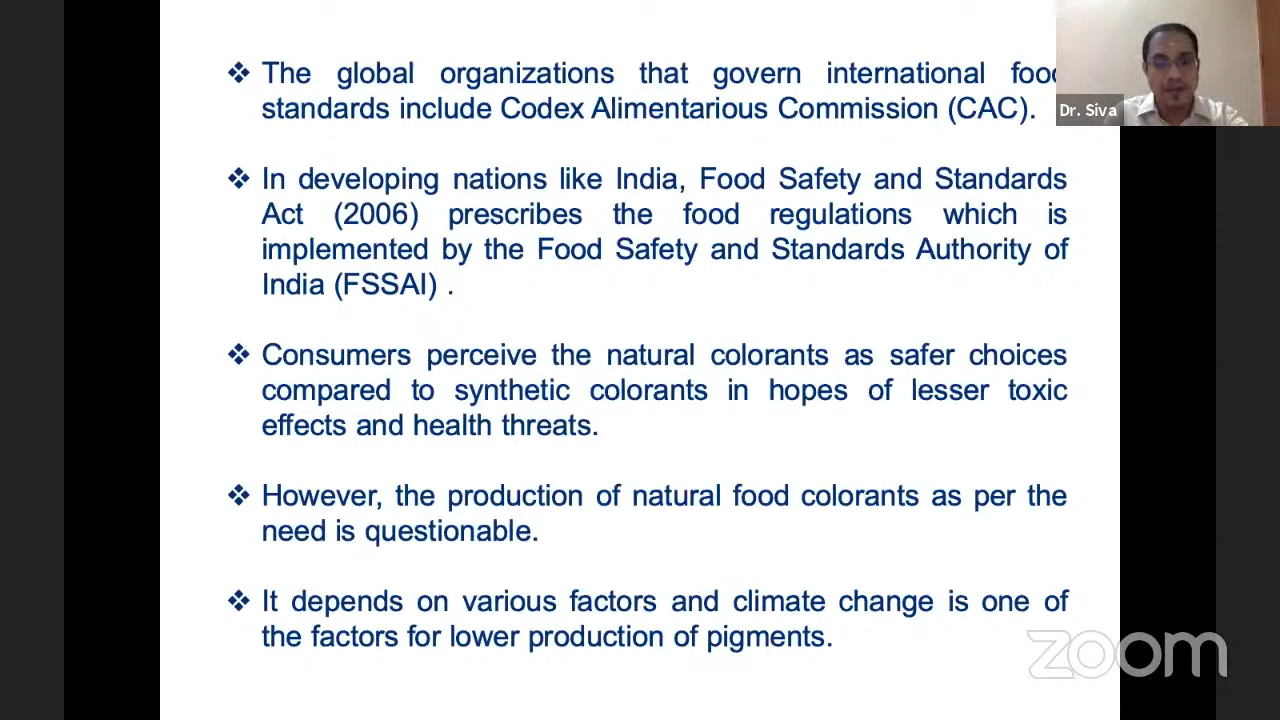 ❖ The global organizations that govern international food
standards include Codex Alimentarious Commission (CAC).
❖ In developing nations like India, Food Safety and Standards
Act (2006) prescribes the food regulations which is
implemented by the Food Safety and Standards Authority of
India (FSSAI) .
❖ Consumers perceive the natural colorants as safer choices
compared to synthetic colorants in hopes of lesser toxic
effects and health threats.
❖ However, the production of natural food colorants as per the
need is questionable.
❖ It depends on various factors and climate change is one of
the factors for lower production of pigments.
Dr. Siva
zoom